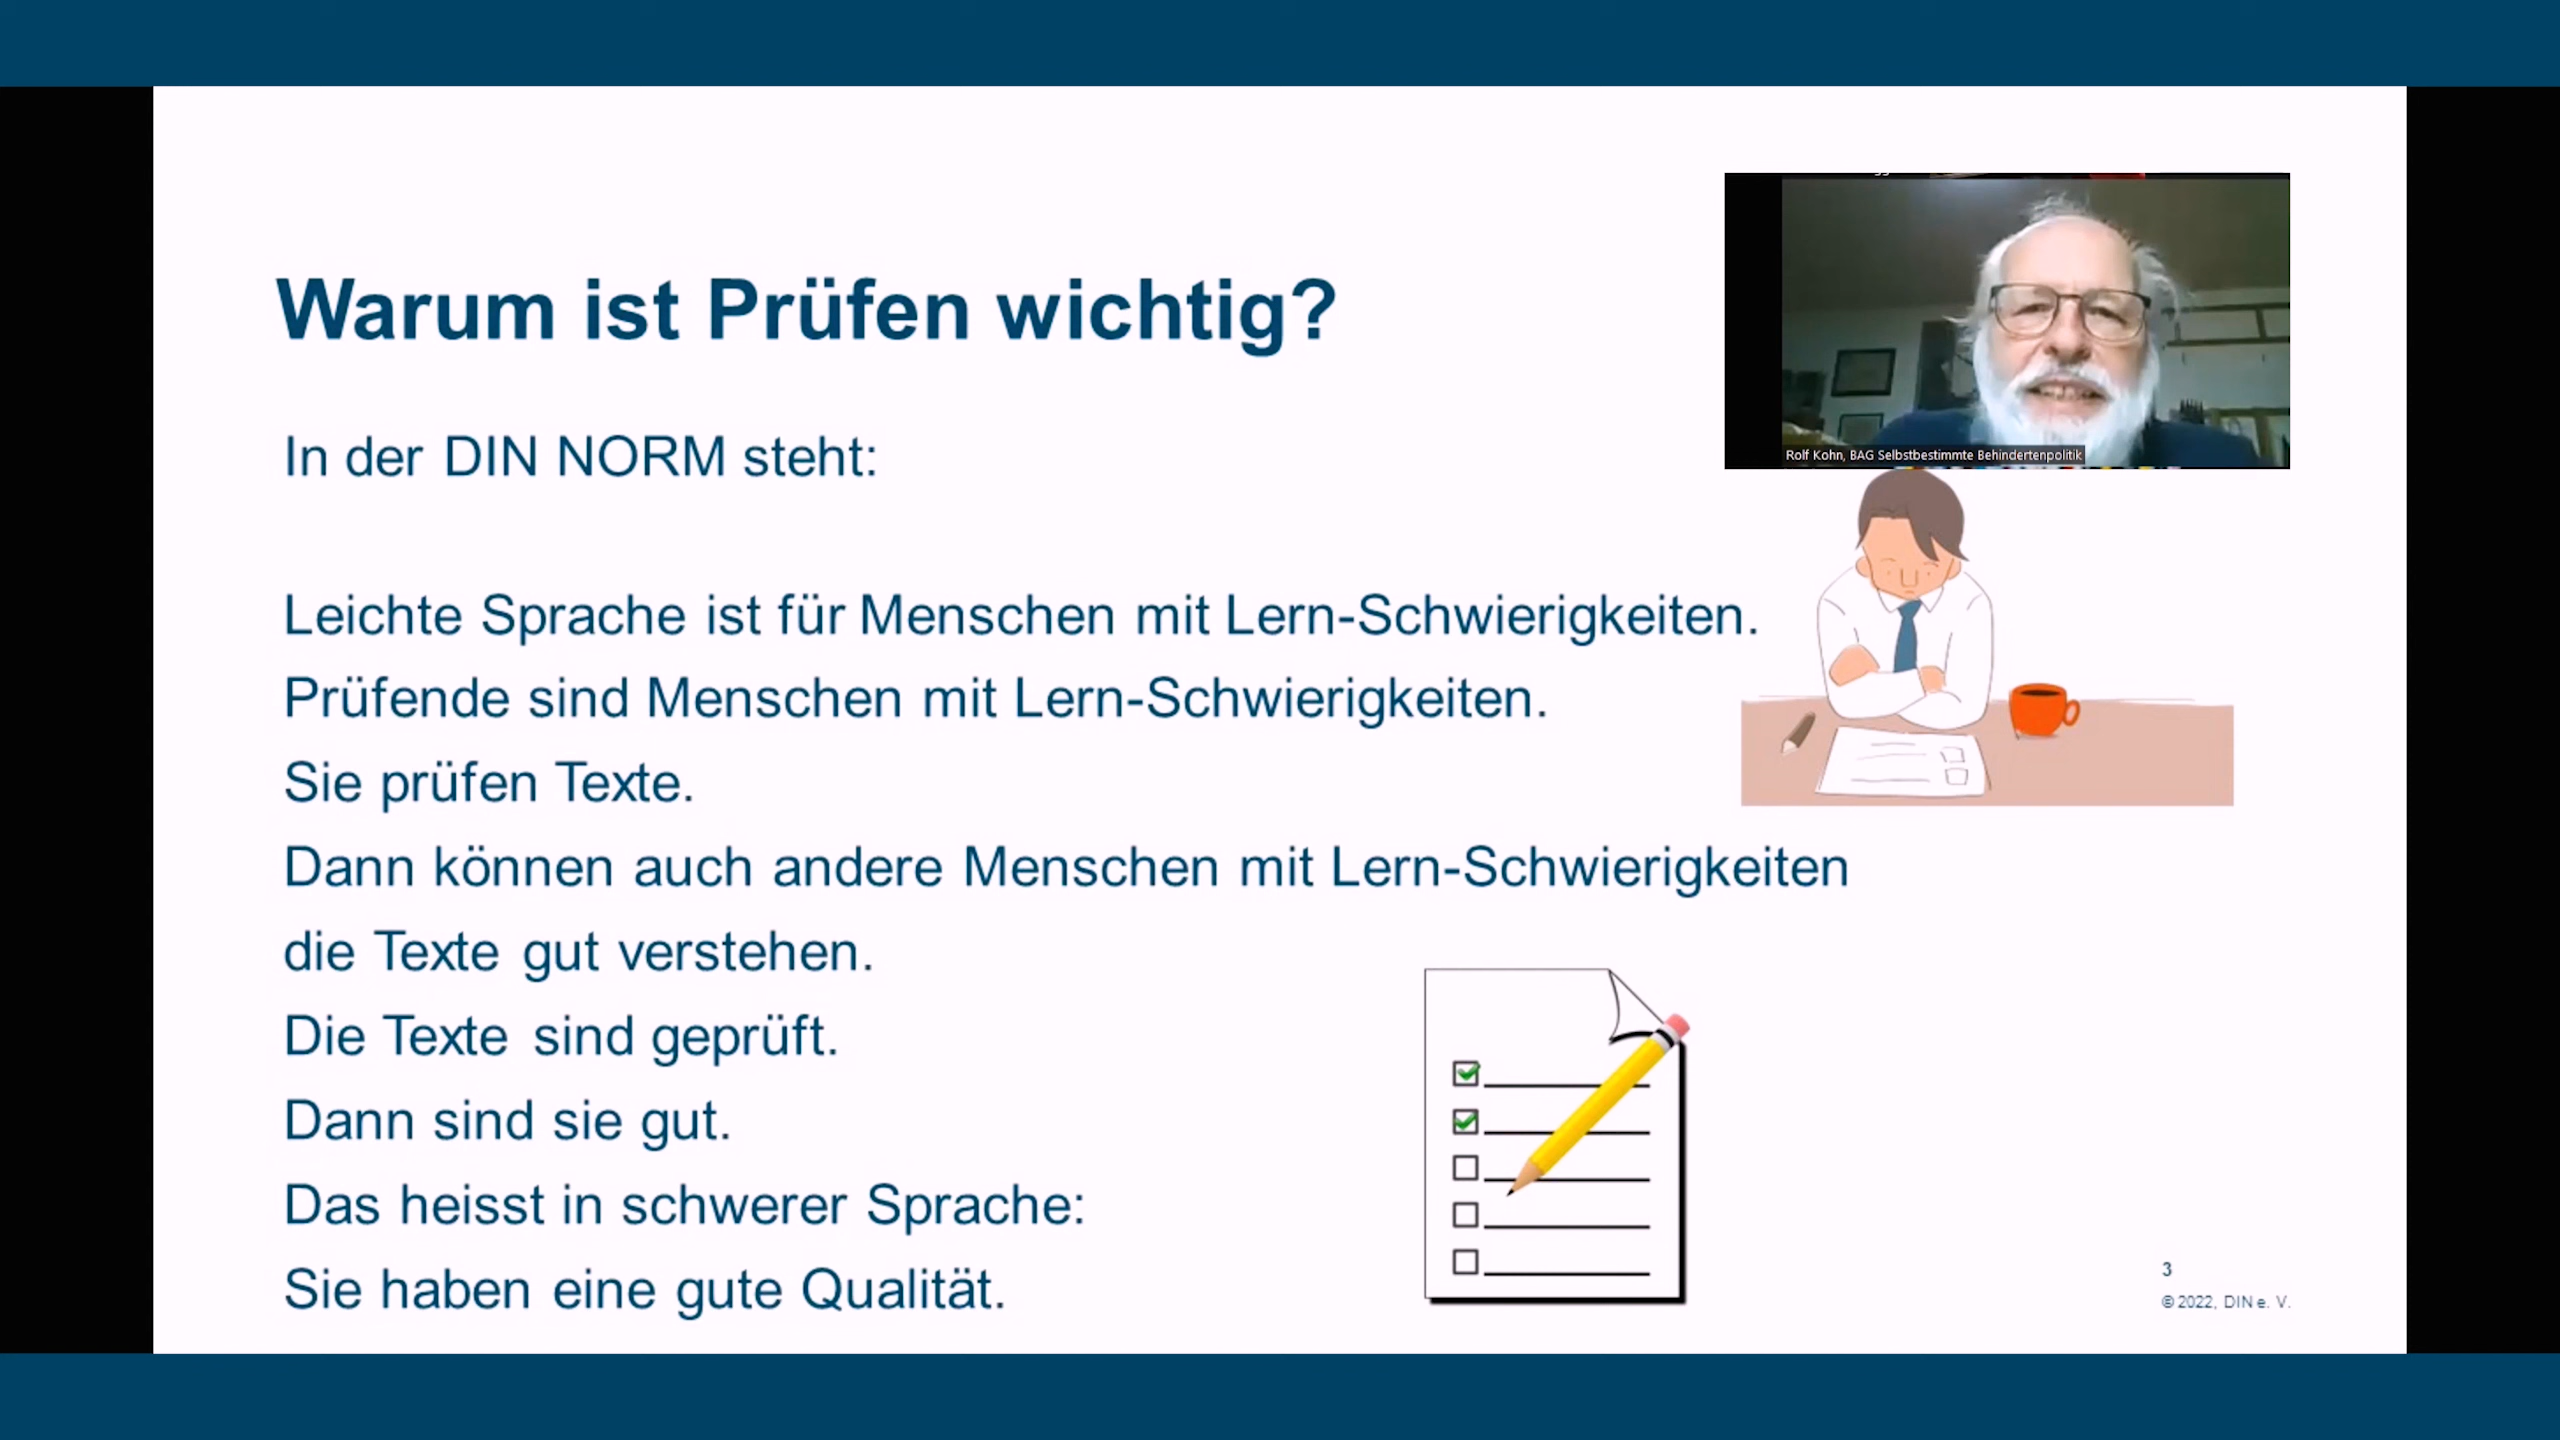 Warum ist Prüfen wichtig?
Rolf Kohn, BAG Selbstbestimmte Behindertenpolitik
In der DIN NORM steht:
Leichte Sprache ist für Menschen mit Lern-Schwierigkeiten.
Prüfende sind Menschen mit Lern-Schwierigkeiten.
Sie prüfen Texte.
Dann können auch andere Menschen mit Lern-Schwierigkeiten
die Texte gut verstehen.
Die Texte sind geprüft.
Dann sind sie gut.
Das heisst in schwerer Sprache:
Sie haben eine gute Qualität.
3
© 2022, DIN e. V.